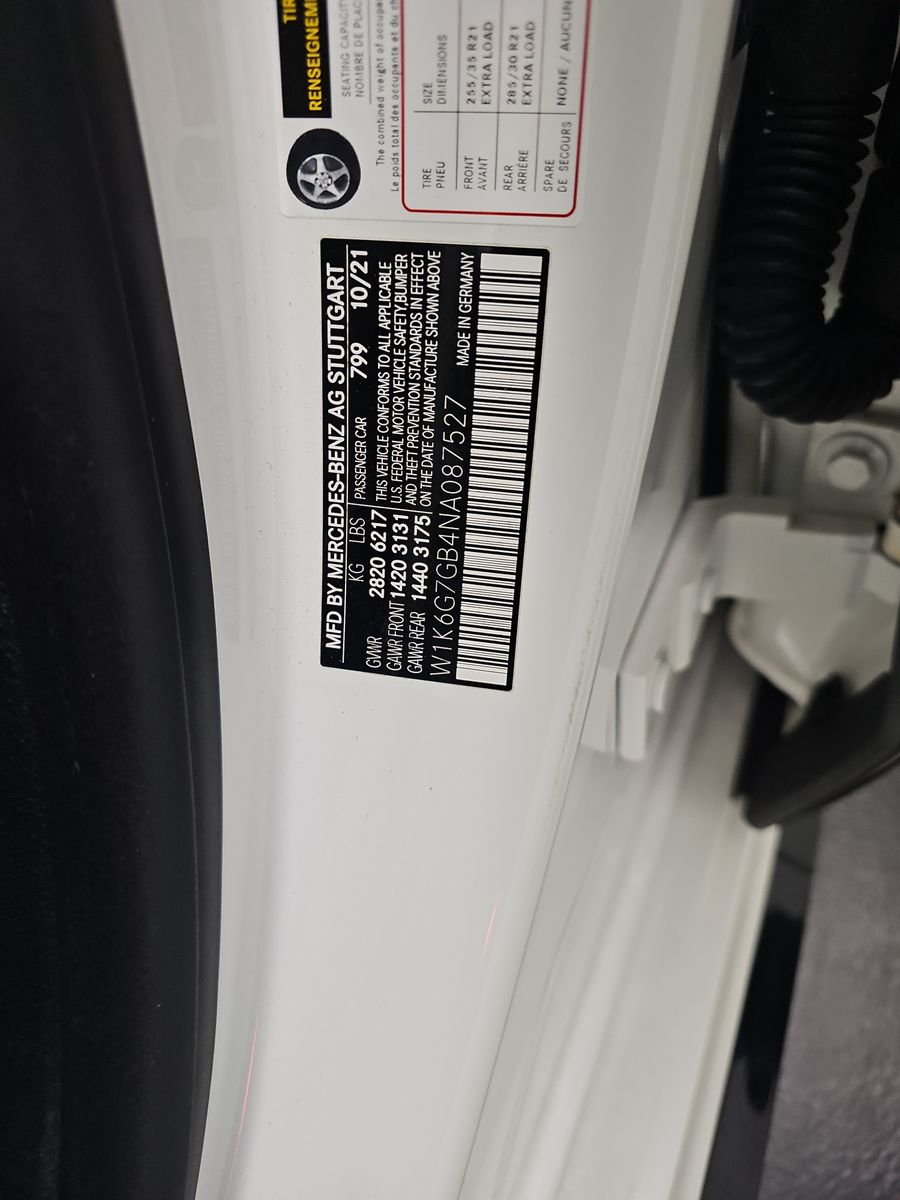 TIR
RENSEIGNEME
SEATING CAPACITY
NOMBRE DE PLAC
The combined weight of occupa
Le poids total des occupants et du ch
TIRE SIZE
PNEU DIMENSIONS
FRONT 255/35 R21
AVANT EXTRA LOAD
REAR 285/30 R21
ARRIÈRE EXTRA LOAD
SPARE NONE / AUCUN
DE SECOURS
MFD BY MERCEDES-BENZ AG STUTTGART
KG LBS PASSENGER CAR 799 10/21
GVWR 2820 6217 THIS VEHICLE CONFORMS TO ALL APPLICABLE
GAWR FRONT 1420 3131 U.S. FEDERAL MOTOR VEHICLE SAFETY,BUMPER
GAWR REAR 1440 3175 AND THEFT PREVENTION STANDARDS IN EFFECT
ON THE DATE OF MANUFACTURE SHOWN ABOVE
W1K6G7GB4NA087527 MADE IN GERMANY